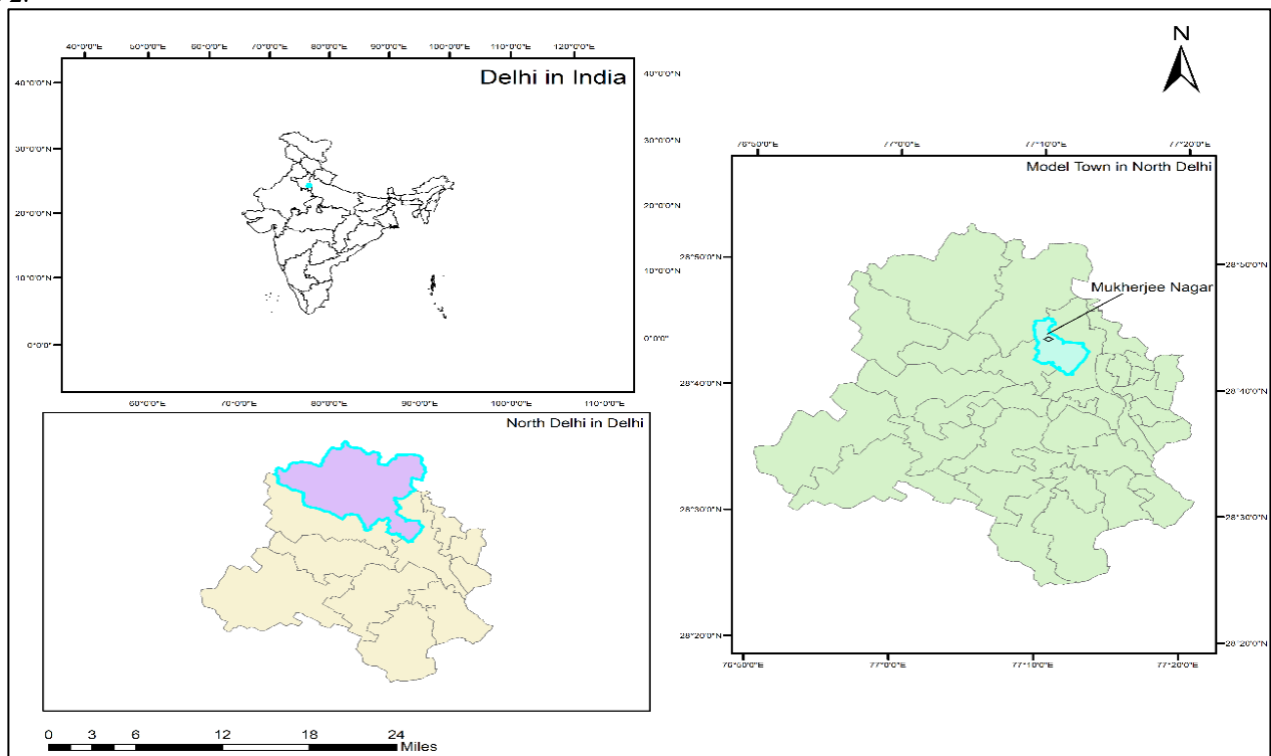 40°0'0"E 50°0'0"E 60°0'0"E 70°0'0"E 80°0'0"E 90°0'0"E 100°0'0"E 110°0'0"E 120°0'0"E
Delhi in India
40°0'0"N
30°0'0"N
20°0'0"N
10°0'0"N
0°0'0"
40°0'0"N
30°0'0"N
20°0'0"N
10°0'0"N
0°0'0"
60°0'0"E 70°0'0"E 80°0'0"E 90°0'0"E 100°0'0"E 110°0'0"E
North Delhi in Delhi
0 3 6 12 18 24
Miles
N
76°50'0"E 77°0'0"E 77°10'0"E 77°20'0"E
Model Town in North Delhi
28°50'0"N
28°40'0"N
28°30'0"N
28°20'0"N
Mukherjee Nagar
28°50'0"N
28°40'0"N
28°30'0"N
28°20'0"N
76°50'0"E 77°0'0"E 77°10'0"E 77°20'0"E